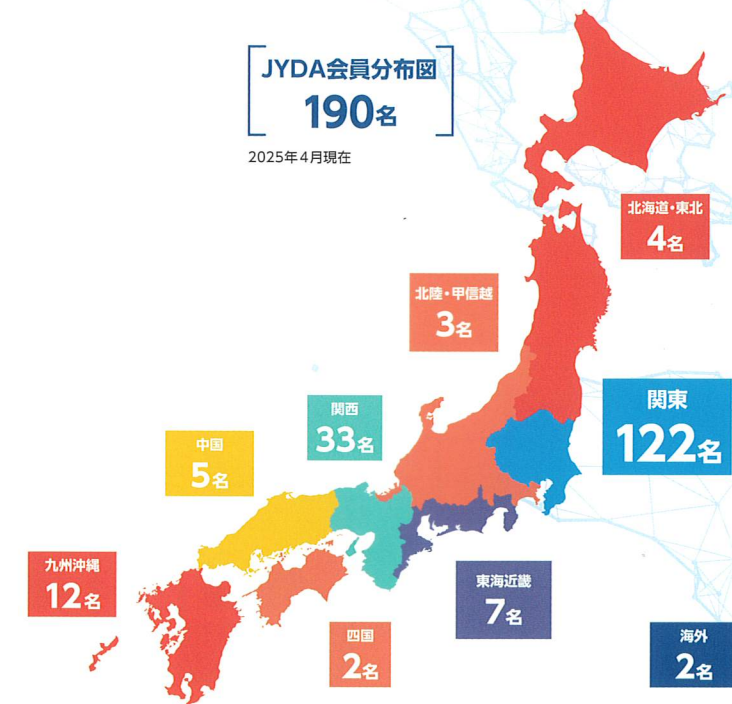 JYDA会員分布図
190名
2025年4月現在
北海道・東北
4名
北陸・甲信越
3名
関東
122名
関西
33名
中国
5名
九州沖縄
12名
東海近畿
7名
四国
2名
海外
2名